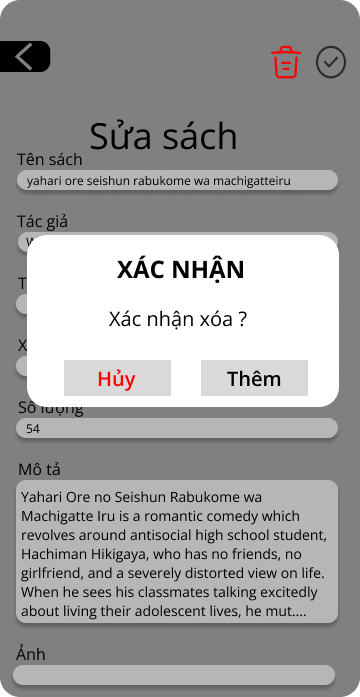 Sửa sách
Tên sách
yahari ore seishun rabukome wa machigatteiru
Tác giả
XÁC NHẬN
Xác nhận xóa ?
Hủy
Thêm
Số lượng
54
Mô tả
Yahari Ore no Seishun Rabukome wa
Machigatte Iru is a romantic comedy which
revolves around antisocial high school student,
Hachiman Hikigaya, who has no friends, no
girlfriend, and a severely distorted view on life.
When he sees his classmates talking excitedly
about living their adolescent lives, he mut....
Ảnh